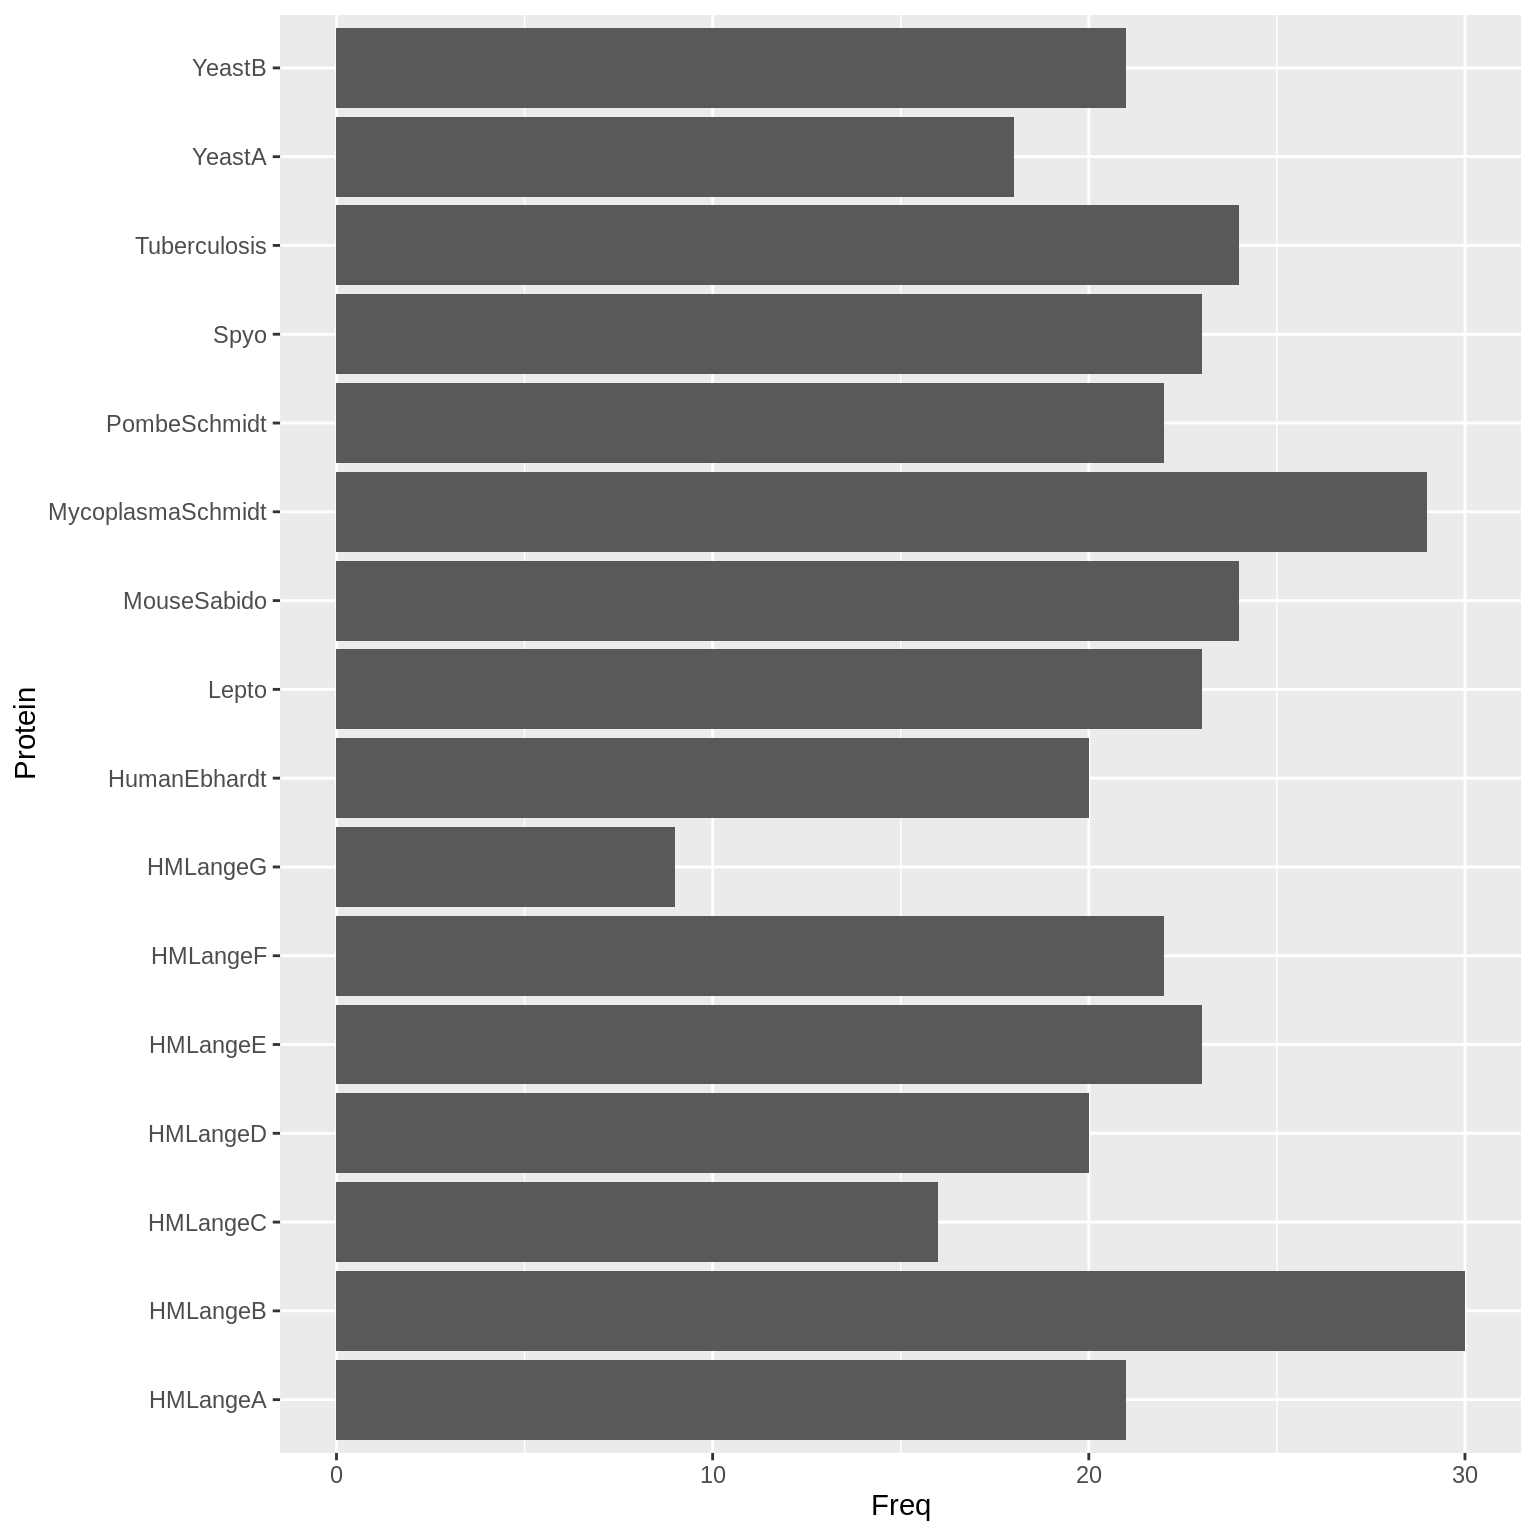 YeastB
YeastA
Tuberculosis
Spyo
PombeSchmidt
MycoplasmaSchmidt
MouseSabido
Lepto
HumanEbhardt
HMLangeG
HMLangeF
HMLangeE
HMLangeD
HMLangeC
HMLangeB
HMLangeA
Protein
0 10 20 30
Freq